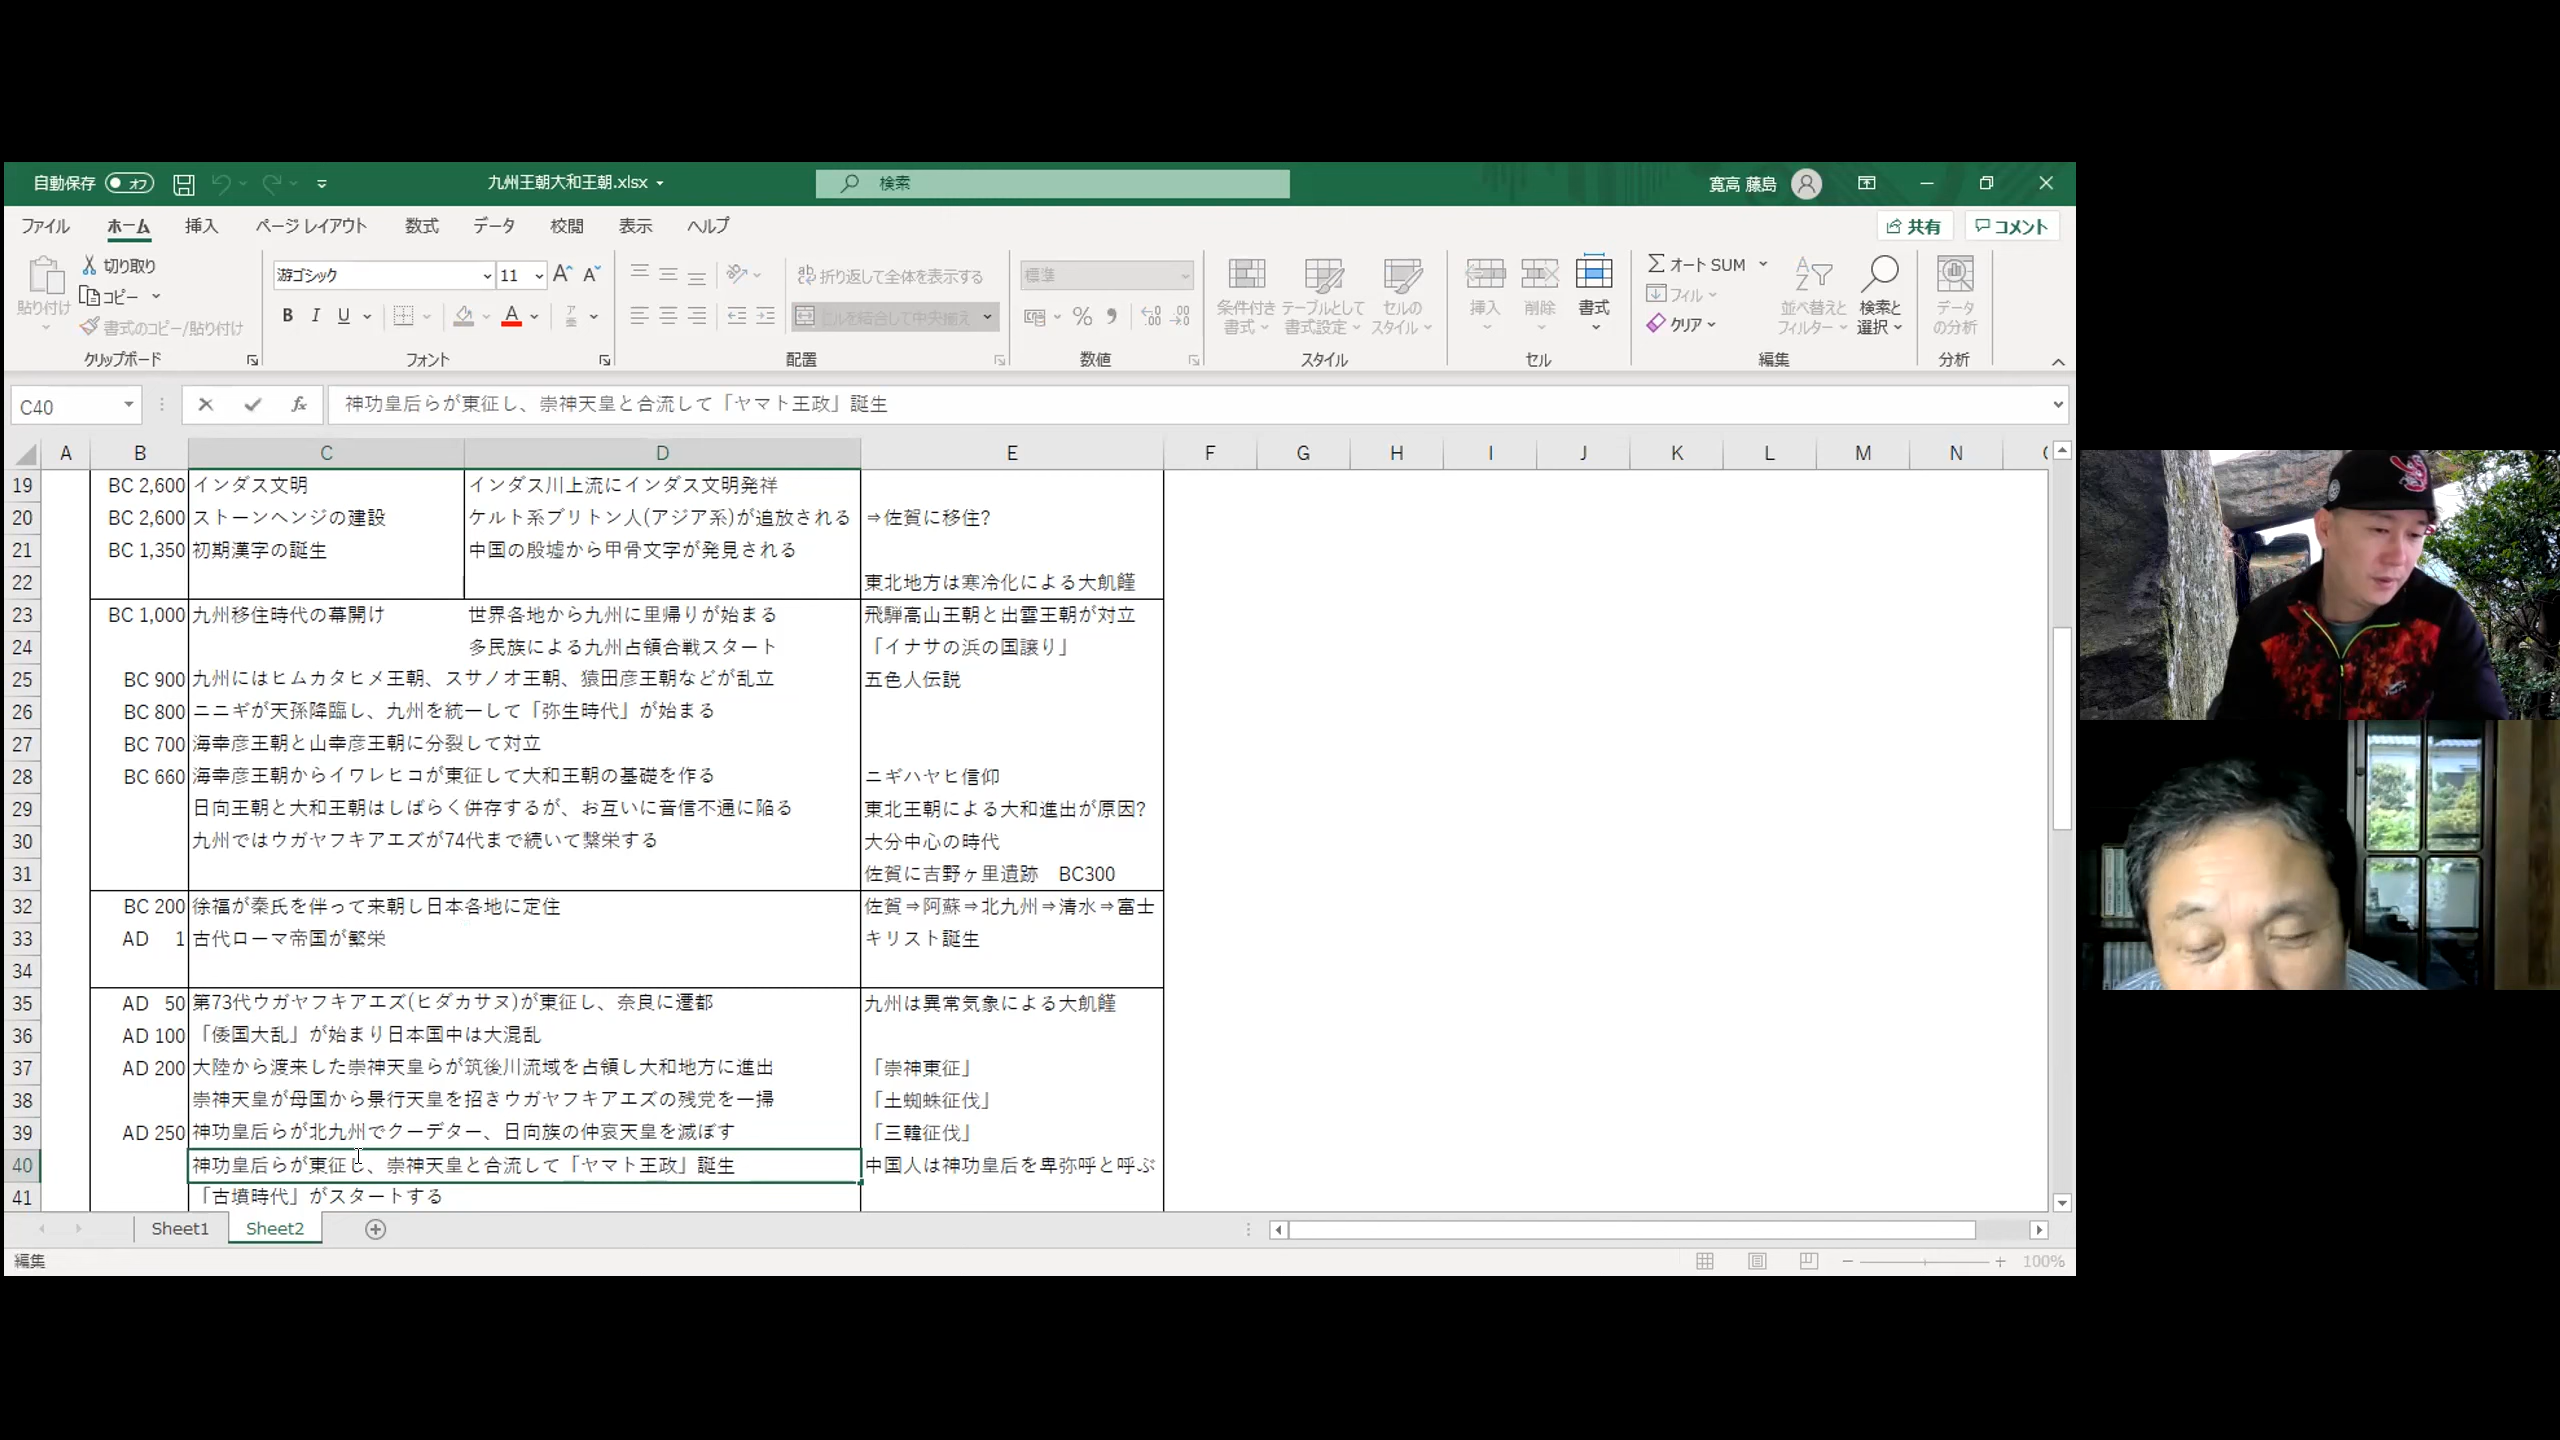 自動保存 オフ 九州王朝大和王朝.xlsx 検索 寛高 藤島
ファイル ホーム 挿入 ページ レイアウト 数式 データ 校閲 表示 ヘルプ 共有 コメント
貼り付け 切り取り コピー 書式のコピー/貼り付け
游ゴシック 11
B I U
折り返して全体を表示する
セルを結合して中央揃え
標準
条件付き書式 テーブルとして書式設定 セルのスタイル
挿入 削除 書式
オート SUM フィル クリア
並べ替えとフィルター 検索と選択
データの分析
クリップボード フォント 配置 数値 スタイル セル 編集 分析
C40 神功皇后らが東征し、崇神天皇と合流して「ヤマト王政」誕生
A B C D E F G H I J K L M N
19 BC 2,600 インダス文明 インダス川上流にインダス文明発祥
20 BC 2,600 ストーンヘンジの建設 ケルト系ブリトン人(アジア系)が追放される ⇒佐賀に移住?
21 BC 1,350 初期漢字の誕生 中国の殷墟から甲骨文字が発見される
22 東北地方は寒冷化による大飢饉
23 BC 1,000 九州移住時代の幕開け 世界各地から九州に里帰りが始まる 飛騨高山王朝と出雲王朝が対立
24 多民族による九州占領合戦スタート 「イナサの浜の国譲り」
25 BC 900 九州にはヒムカタヒメ王朝、スサノオ王朝、猿田彦王朝などが乱立 五色人伝説
26 BC 800 ニニギが天孫降臨し、九州を統一して「弥生時代」が始まる
27 BC 700 海幸彦王朝と山幸彦王朝に分裂して対立
28 BC 660 海幸彦王朝からイワレヒコが東征して大和王朝の基礎を作る ニギハヤヒ信仰
29 日向王朝と大和王朝はしばらく併存するが、お互いに音信不通に陥る 東北王朝による大和進出が原因?
30 九州ではウガヤフキアエズが74代まで続いて繁栄する 大分中心の時代
31 佐賀に吉野ヶ里遺跡 BC300
32 BC 200 徐福が秦氏を伴って来朝し日本各地に定住 佐賀⇒阿蘇⇒北九州⇒清水⇒富士
33 AD 1 古代ローマ帝国が繁栄 キリスト誕生
34
35 AD 50 第73代ウガヤフキアエズ(ヒダカサヌ)が東征し、奈良に遷都 九州は異常気象による大飢饉
36 AD 100 「倭国大乱」が始まり日本国中は大混乱
37 AD 200 大陸から渡来した崇神天皇らが筑後川流域を占領し大和地方に進出 「崇神東征」
38 崇神天皇が母国から景行天皇を招きウガヤフキアエズの残党を一掃 「土蜘蛛征伐」
39 AD 250 神功皇后らが北九州でクーデター、日向族の仲哀天皇を滅ぼす 「三韓征伐」
40 神功皇后らが東征し、崇神天皇と合流して「ヤマト王政」誕生 中国人は神功皇后を卑弥呼と呼ぶ
41 「古墳時代」がスタートする
Sheet1 Sheet2
編集 100%